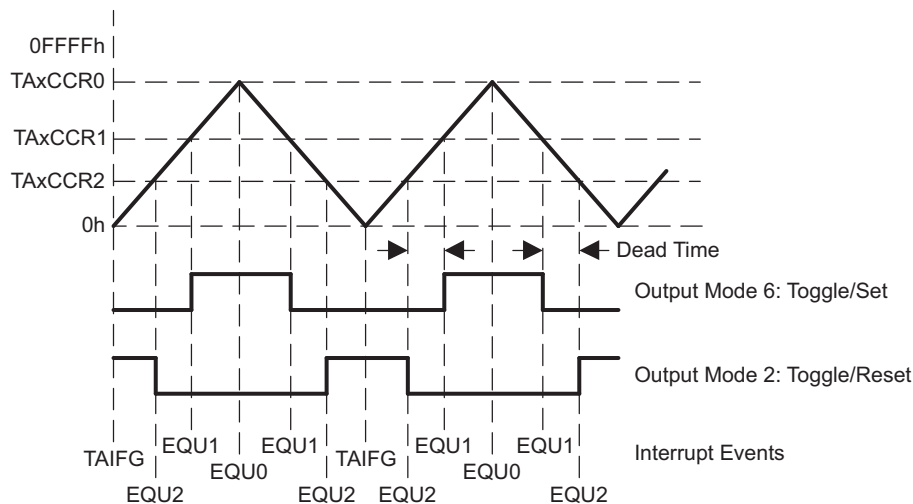 0FFFFh
TAxCCR0
TAxCCR1
TAxCCR2
0h
Dead Time
Output Mode 6: Toggle/Set
Output Mode 2: Toggle/Reset
EQU1 EQU1 EQU1 EQU1 Interrupt Events
TAIFG EQU0 TAIFG EQU0
EQU2 EQU2 EQU2 EQU2